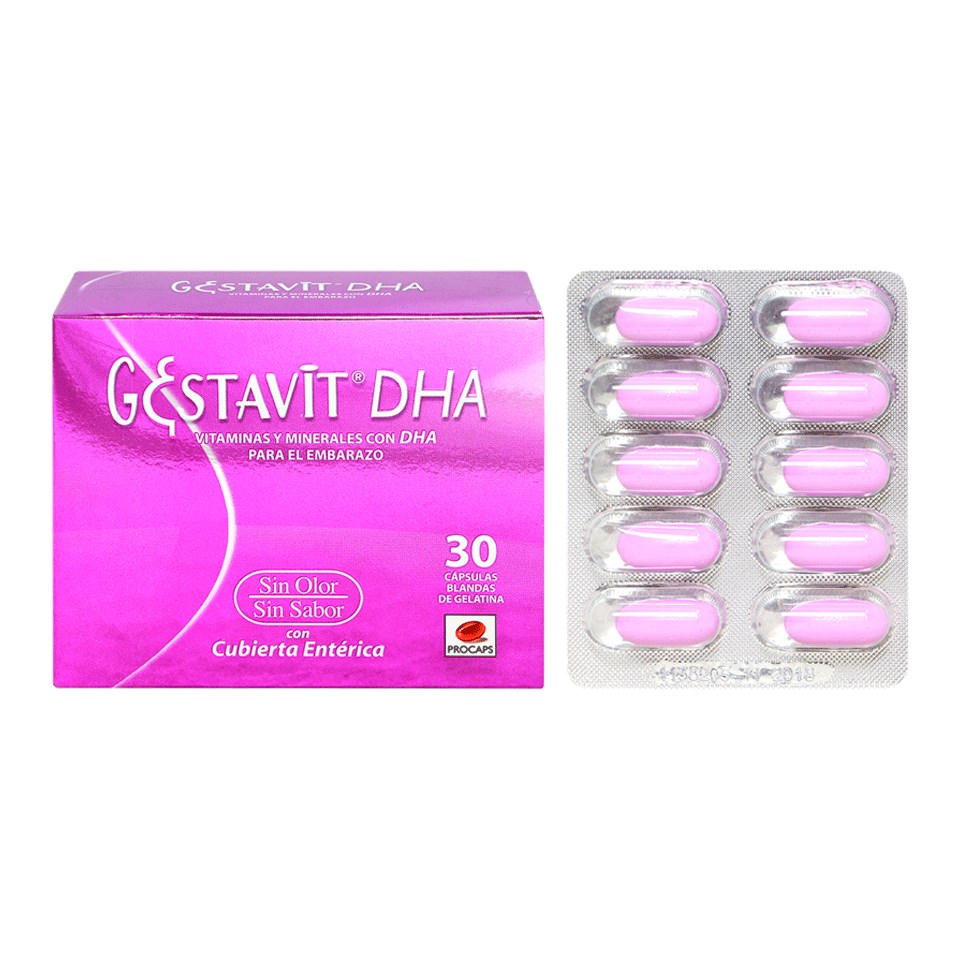 GESTAVIT® DHA
VITAMINAS Y MINERALES CON DHA
PARA EL EMBARAZO
GESTAVIT® DHA
VITAMINAS Y MINERALES CON DHA
PARA EL EMBARAZO
30
CÁPSULAS
BLANDAS
DE GELATINA
Sin Olor
Sin Sabor
con
Cubierta Entérica
PROCAPS